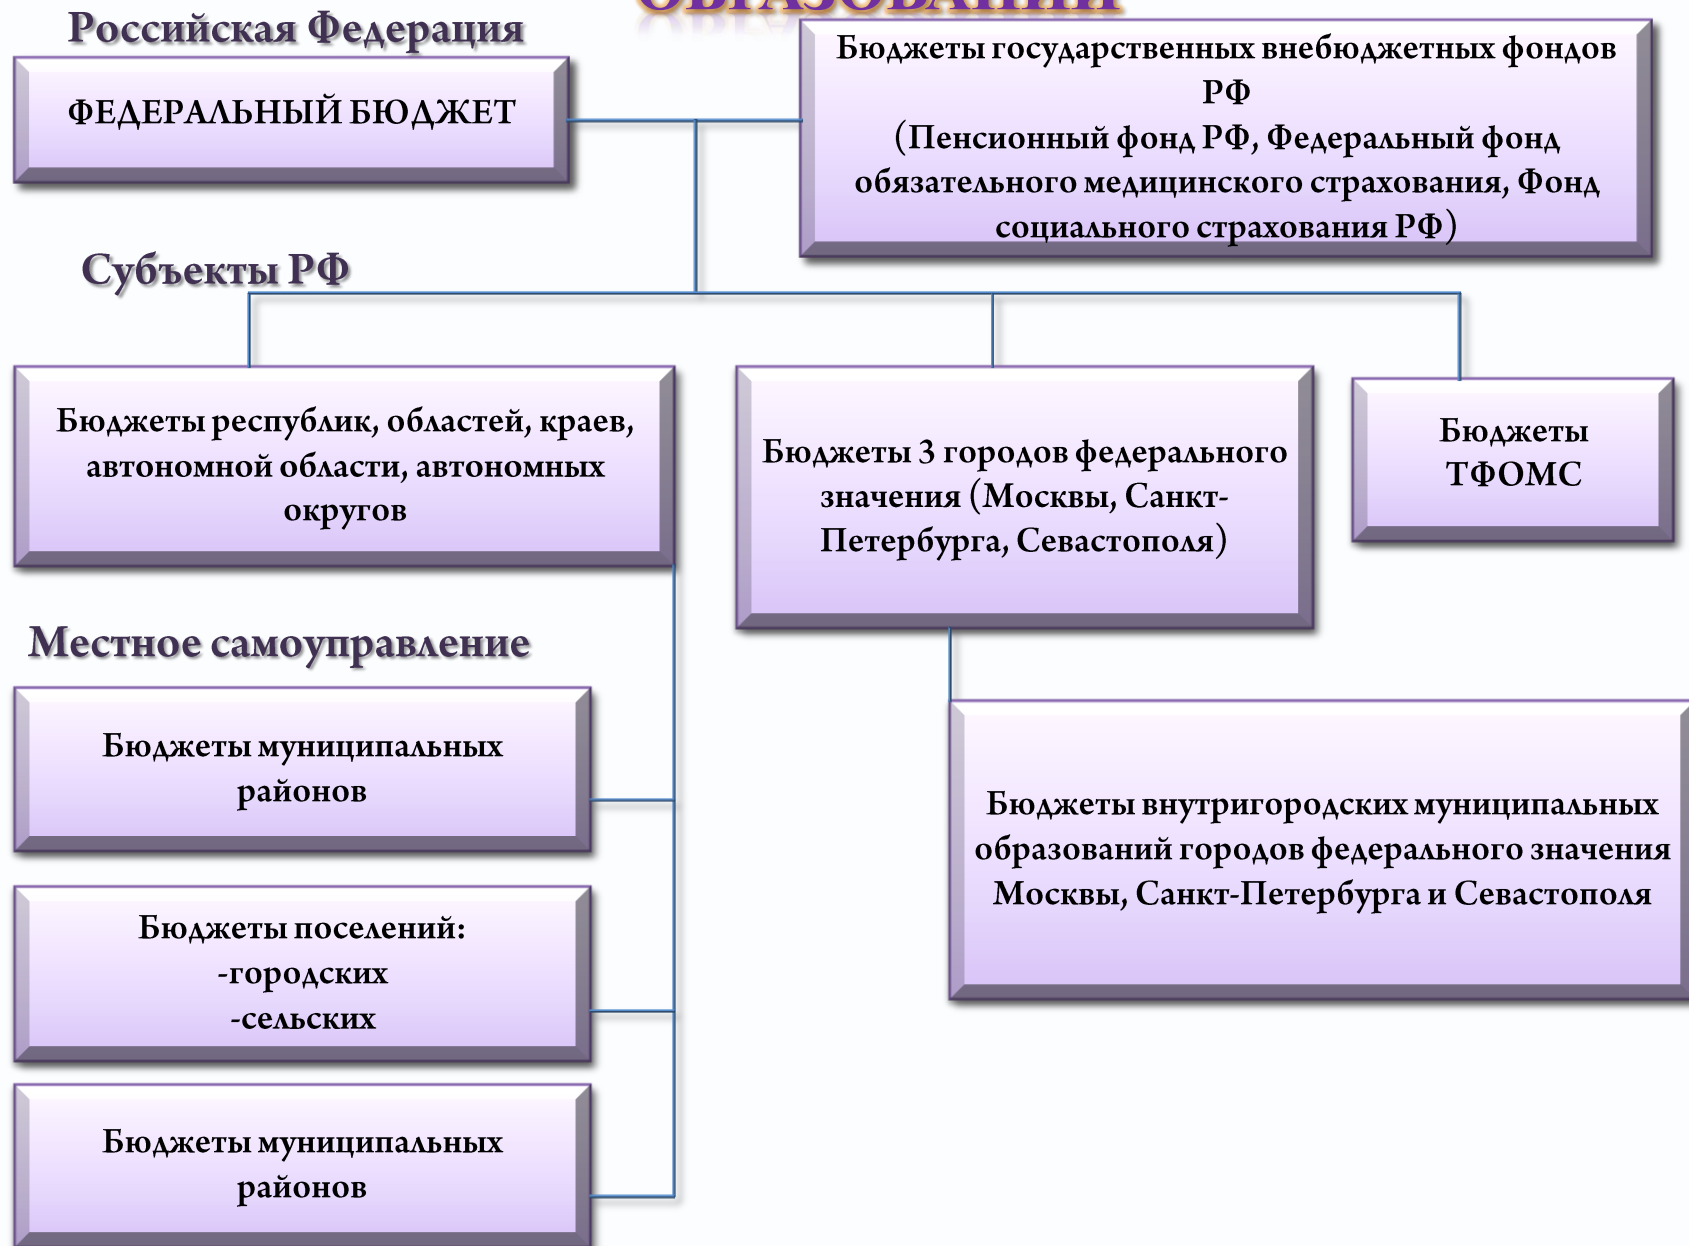 ОБРАЗОВАНИЙ
Российская Федерация
ФЕДЕРАЛЬНЫЙ БЮДЖЕТ
Бюджеты государственных внебюджетных фондов
РФ
(Пенсионный фонд РФ, Федеральный фонд
обязательного медицинского страхования, Фонд
социального страхования РФ)
Субъекты РФ
Бюджеты республик, областей, краев,
автономной области, автономных
округов
Бюджеты 3 городов федерального
значения (Москвы, Санкт-
Петербурга, Севастополя)
Бюджеты
ТФОМС
Местное самоуправление
Бюджеты муниципальных
районов
Бюджеты поселений:
-городских
-сельских
Бюджеты муниципальных
районов
Бюджеты внутригородских муниципальных
образований городов федерального значения
Москвы, Санкт-Петербурга и Севастополя